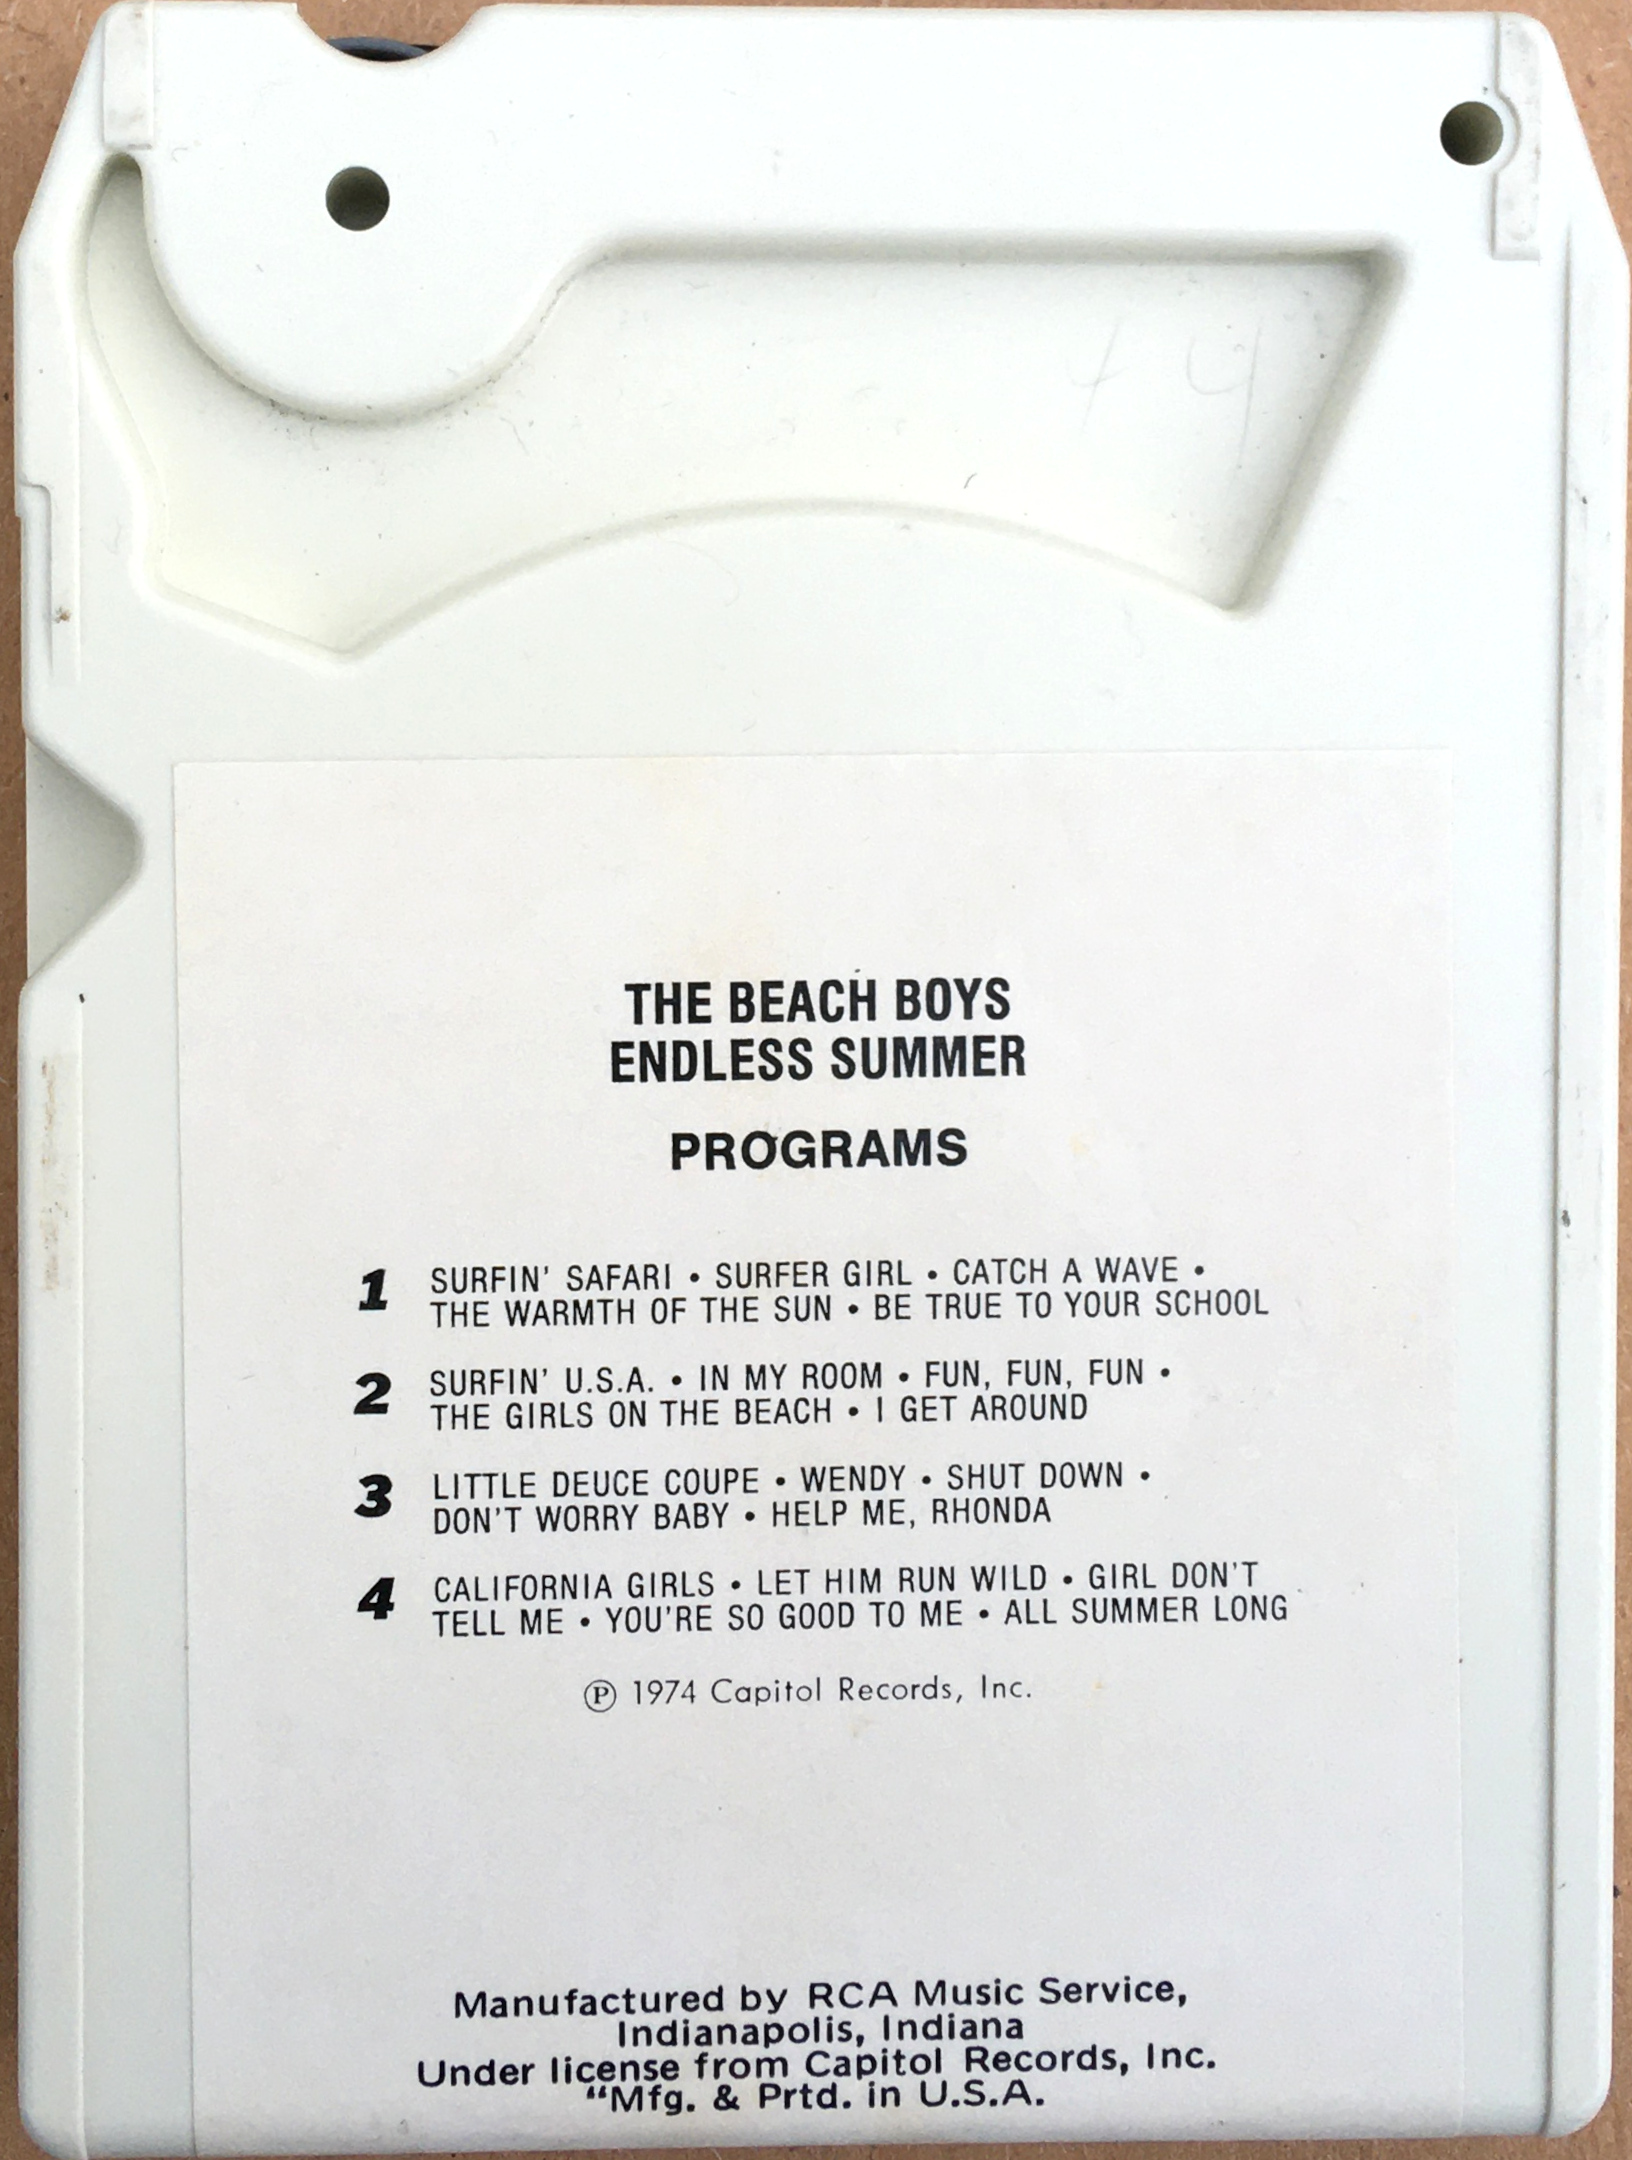 44
THE BEACH BOYS
ENDLESS SUMMER
PROGRAMS
1 SURFIN' SAFARI • SURFER GIRL • CATCH A WAVE •
THE WARMTH OF THE SUN • BE TRUE TO YOUR SCHOOL
2 SURFIN' U.S.A. • IN MY ROOM • FUN, FUN, FUN •
THE GIRLS ON THE BEACH • I GET AROUND
3 LITTLE DEUCE COUPE • WENDY • SHUT DOWN •
DON'T WORRY BABY • HELP ME, RHONDA
4 CALIFORNIA GIRLS • LET HIM RUN WILD • GIRL DON'T
TELL ME • YOU'RE SO GOOD TO ME • ALL SUMMER LONG
℗ 1974 Capitol Records, Inc.
Manufactured by RCA Music Service,
Indianapolis, Indiana
Under license from Capitol Records, Inc.
“Mfg. & Prtd. in U.S.A.